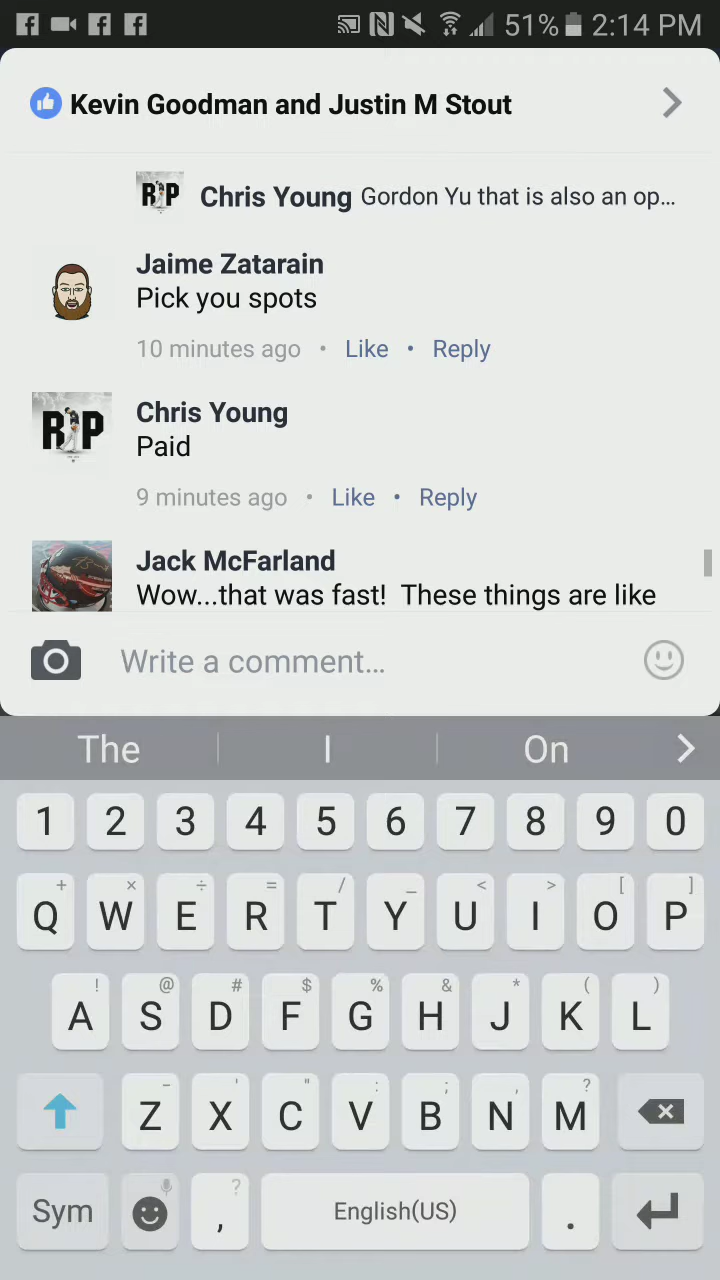 51% 2:14 PM
Kevin Goodman and Justin M Stout
RIP Chris Young Gordon Yu that is also an op...
Jaime Zatarain
Pick you spots
10 minutes ago • Like • Reply
RIP
Chris Young
Paid
9 minutes ago • Like • Reply
Jack McFarland
Wow...that was fast! These things are like
Write a comment...
The I On
1 2 3 4 5 6 7 8 9 0
+ × ÷ = / _ < > [ ]
Q W E R T Y U I O P
! @ # $ % & * ( )
A S D F G H J K L
- ' " : ; , ?
Z X C V B N M
Sym , ? English(US) .